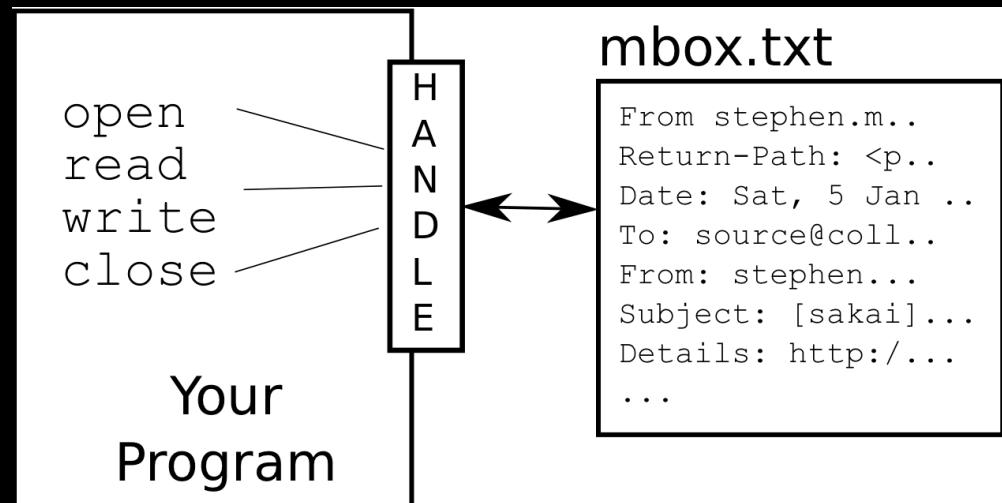 open
read
write
close
Your
Program
H
A
N
D
L
E
mbox.txt
From stephen.m..
Return-Path: <p..
Date: Sat, 5 Jan ..
To: source@coll..
From: stephen...
Subject: [sakai]...
Details: http:/...
...